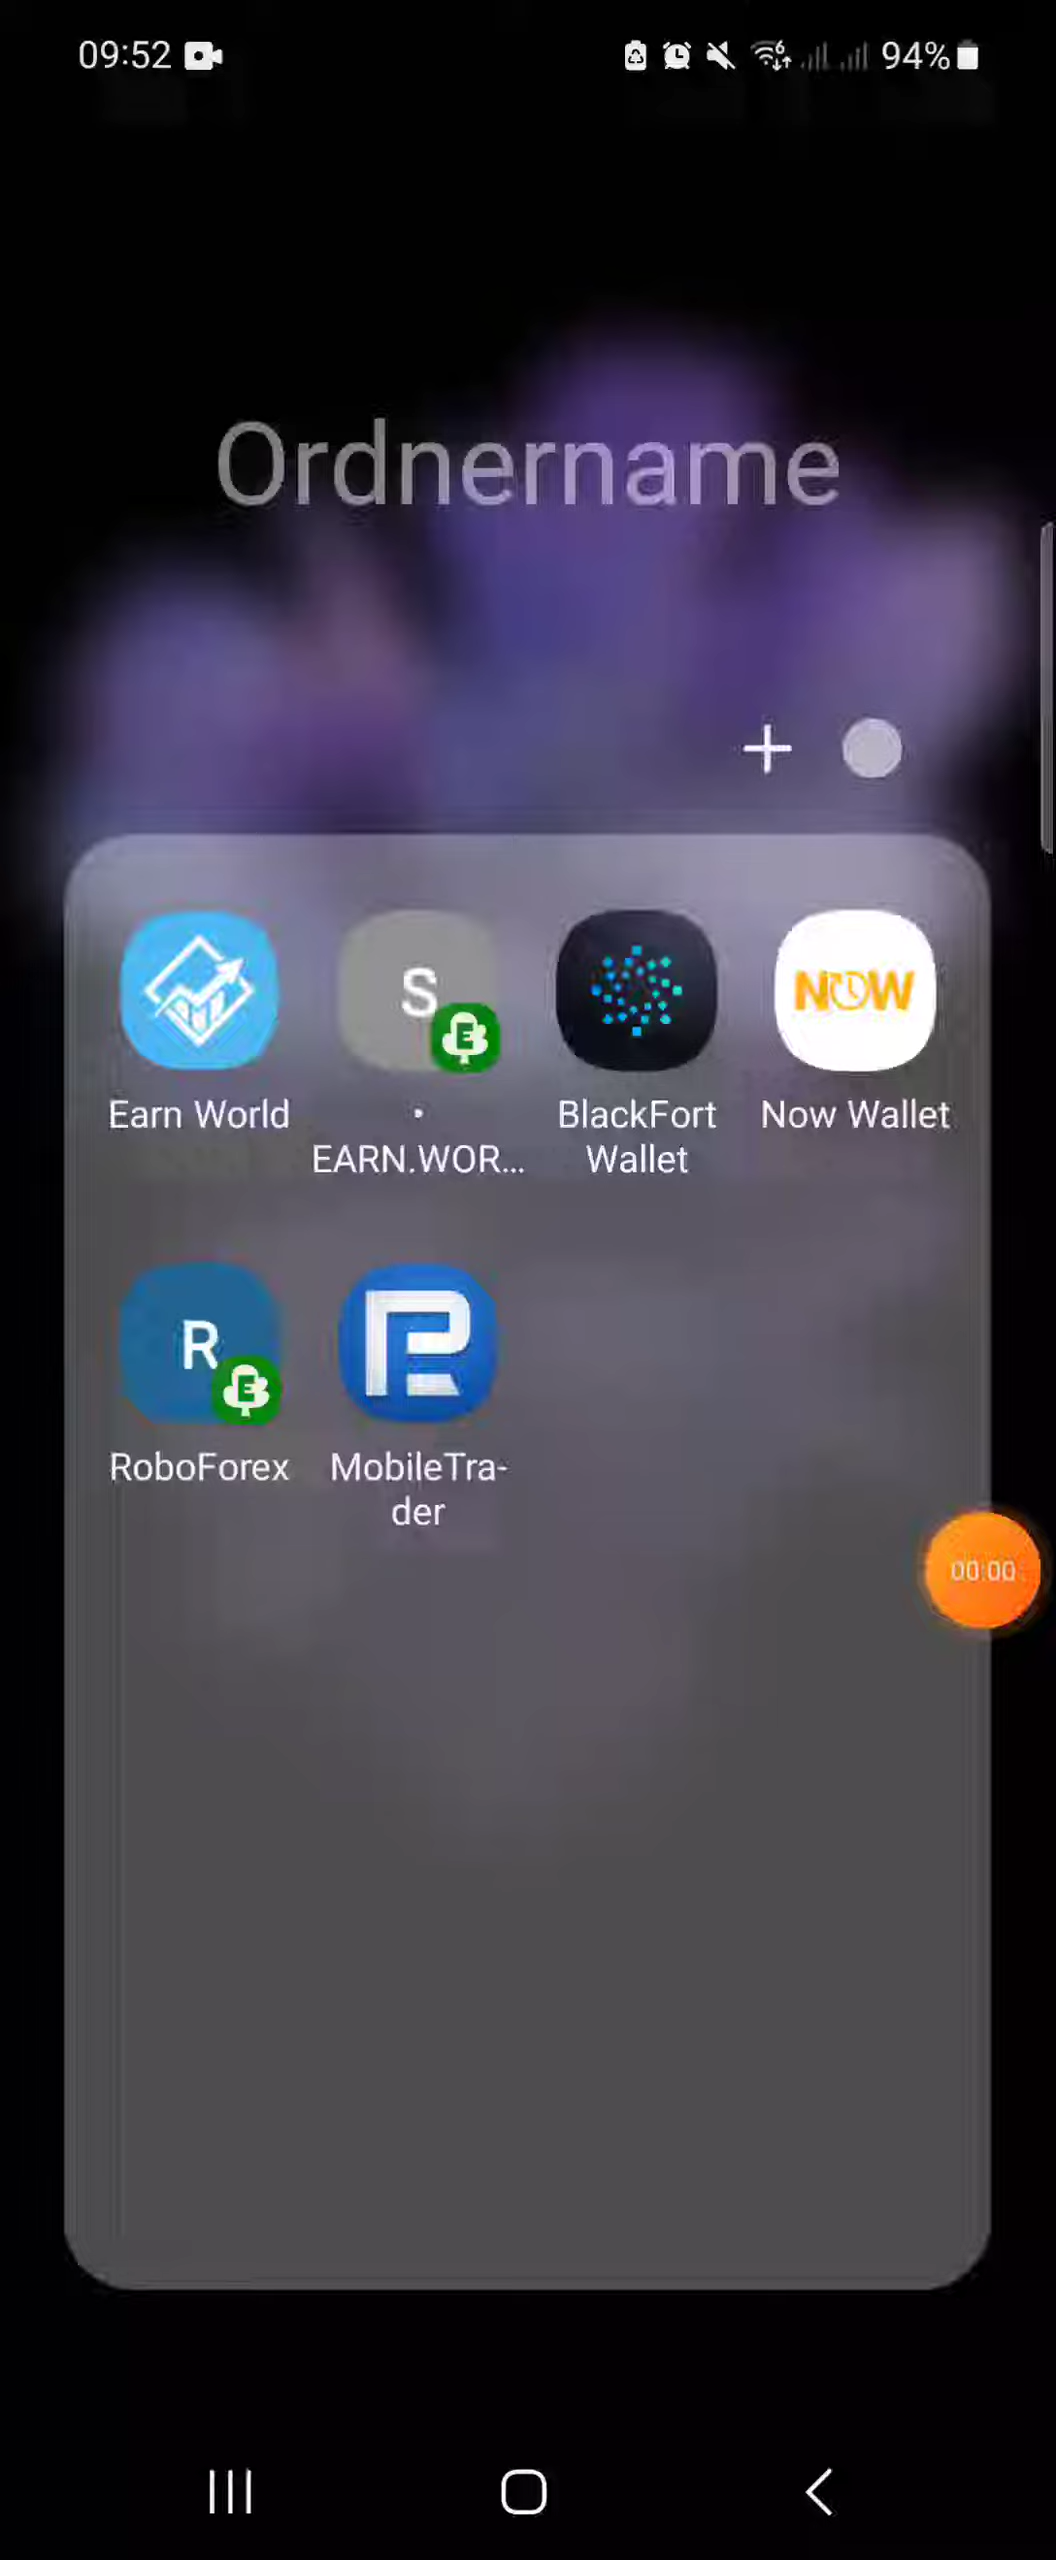 09:52
94%
Ordnername
S
E
NOW
Earn World
•
EARN.WOR...
BlackFort
Wallet
Now Wallet
R
E
RoboForex
MobileTra-
der
00:00